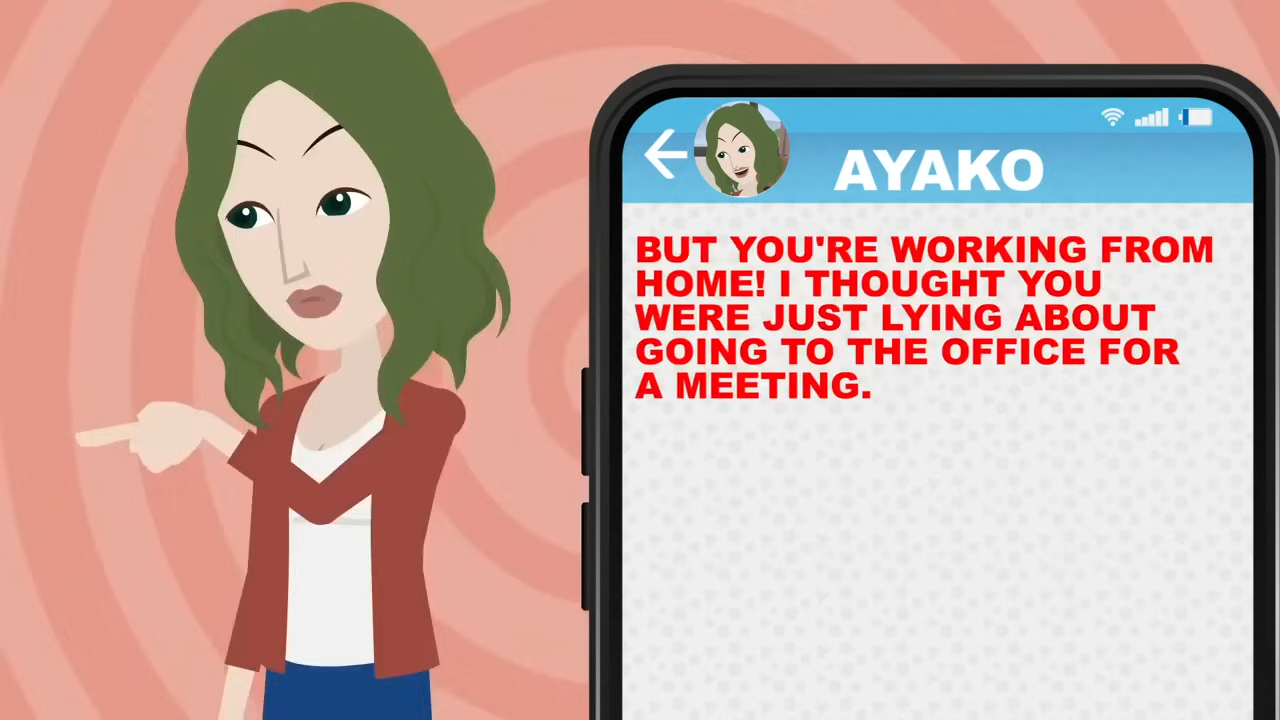 AYAKO
BUT YOU'RE WORKING FROM
HOME! I THOUGHT YOU
WERE JUST LYING ABOUT
GOING TO THE OFFICE FOR
A MEETING.